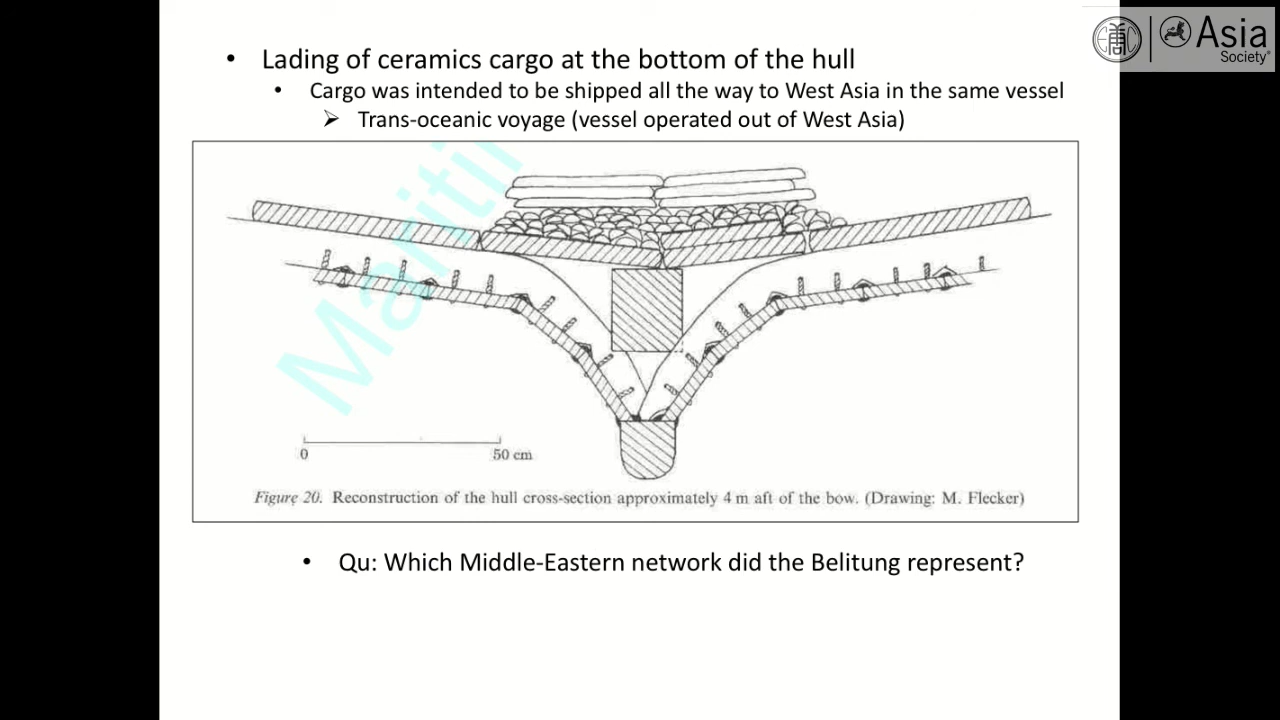 Asia
Society
• Lading of ceramics cargo at the bottom of the hull
• Cargo was intended to be shipped all the way to West Asia in the same vessel
➢ Trans-oceanic voyage (vessel operated out of West Asia)
0 50 cm
Figure 20. Reconstruction of the hull cross-section approximately 4 m aft of the bow. (Drawing: M. Flecker)
• Qu: Which Middle-Eastern network did the Belitung represent?